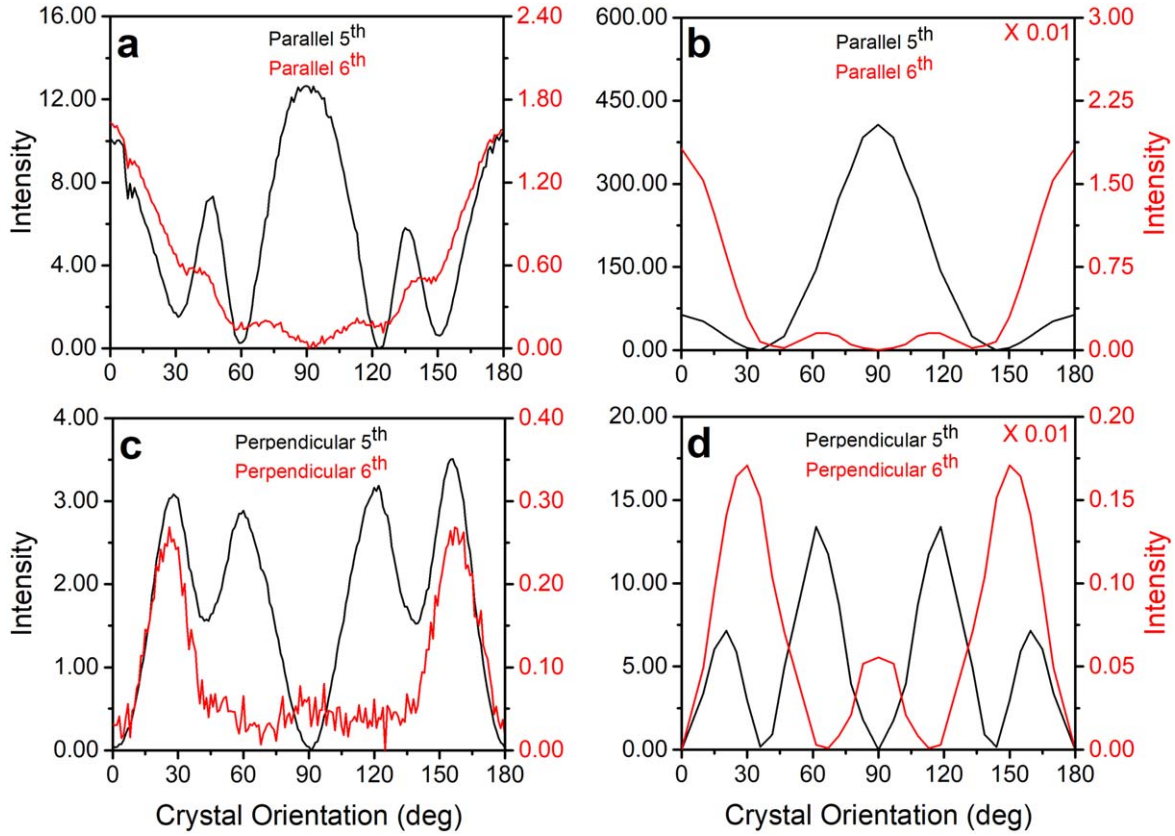 a
Parallel 5th
Parallel 6th
16.00
12.00
8.00
4.00
0.00
2.40
1.80
1.20
0.60
0.00
0 30 60 90 120 150 180
Intensity
b
X 0.01
Parallel 5th
Parallel 6th
600.00
450.00
300.00
150.00
0.00
3.00
2.25
1.50
0.75
0.00
0 30 60 90 120 150 180
Intensity
c
Perpendicular 5th
Perpendicular 6th
4.00
3.00
2.00
1.00
0.00
0.40
0.30
0.20
0.10
0.00
0 30 60 90 120 150 180
Intensity
Crystal Orientation (deg)
d
X 0.01
Perpendicular 5th
Perpendicular 6th
20.00
15.00
10.00
5.00
0.00
0.20
0.15
0.10
0.05
0.00
0 30 60 90 120 150 180
Intensity
Crystal Orientation (deg)